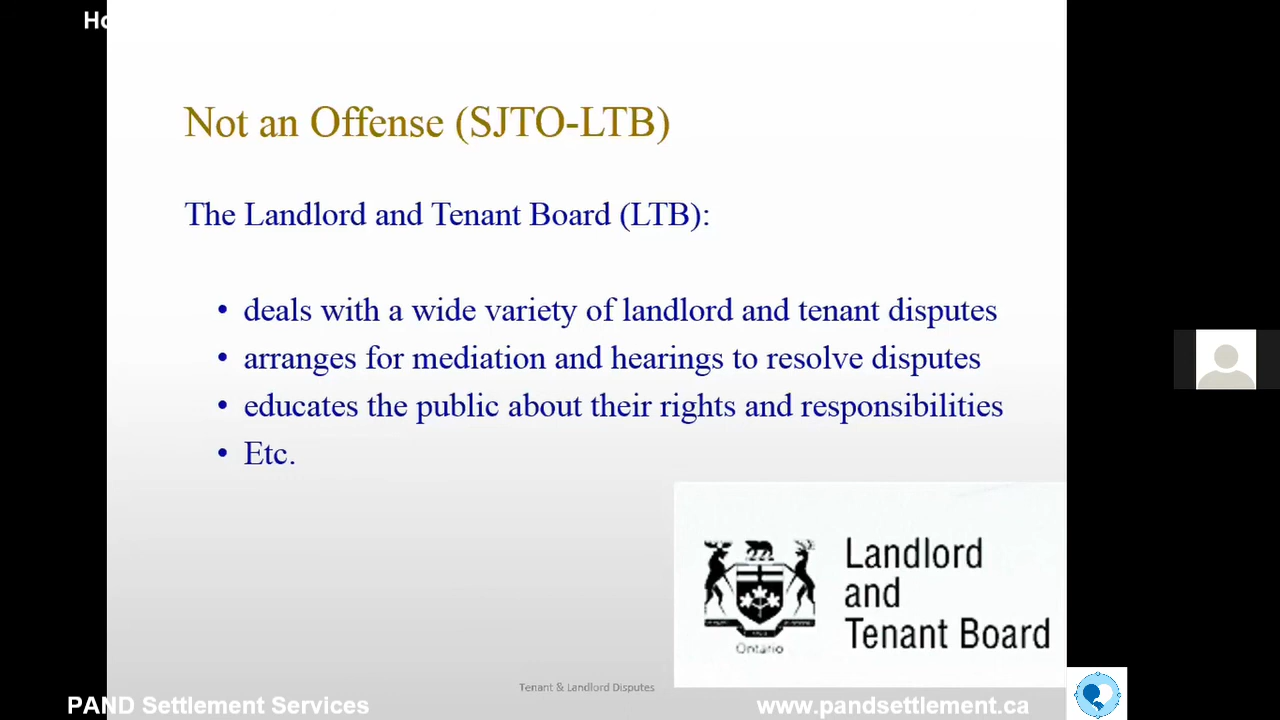 Ho
Not an Offense (SJTO-LTB)
The Landlord and Tenant Board (LTB):
• deals with a wide variety of landlord and tenant disputes
• arranges for mediation and hearings to resolve disputes
• educates the public about their rights and responsibilities
• Etc.
Landlord
and
Tenant Board
Ontario
Tenant & Landlord Disputes
PAND Settlement Services
www.pandsettlement.ca